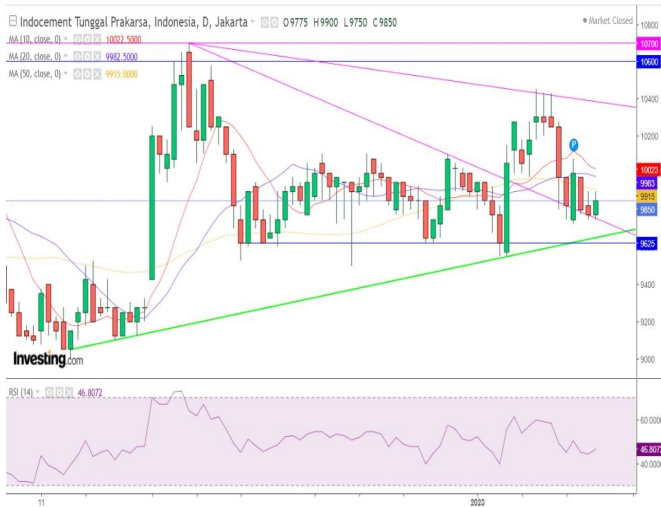 Indocement Tunggal Prakarsa, Indonesia, D, Jakarta O9775 H9900 L9750 C9850
Market Closed
MA (10, close, 0) 10022.5000
MA (20, close, 0) 9982.5000
MA (50, close, 0) 9915.0000
10800
10700
10600
10400
P
10200
10023
9983
9915
9850
9625
9400
9200
9000
Investing.com
RSI (14) 46.8072
60.0000
46.8072
40.0000
11
2023